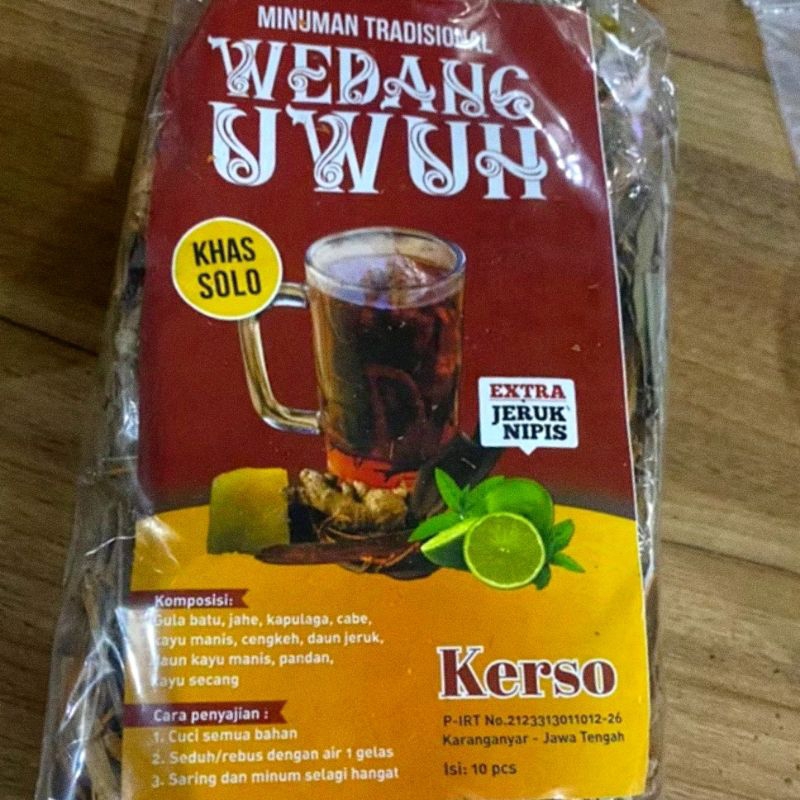 MINUMAN TRADISIONAL
WEDANG
UWUH
KHAS
SOLO
EXTRA
JERUK
NIPIS
Komposisi:
Gula batu, jahe, kapulaga, cabe,
kayu manis, cengkeh, daun jeruk,
daun kayu manis, pandan,
kayu secang
Cara penyajian :
1. Cuci semua bahan
2. Seduh/rebus dengan air 1 gelas
3. Saring dan minum selagi hangat
Kerso
P-IRT No.2123313011012-26
Karanganyar - Jawa Tengah
Isi: 10 pcs